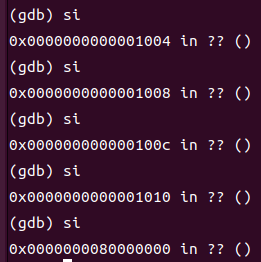 (gdb) si
0x0000000000001004 in ?? ()
(gdb) si
0x0000000000001008 in ?? ()
(gdb) si
0x000000000000100c in ?? ()
(gdb) si
0x0000000000001010 in ?? ()
(gdb) si
0x0000000080000000 in ?? ()